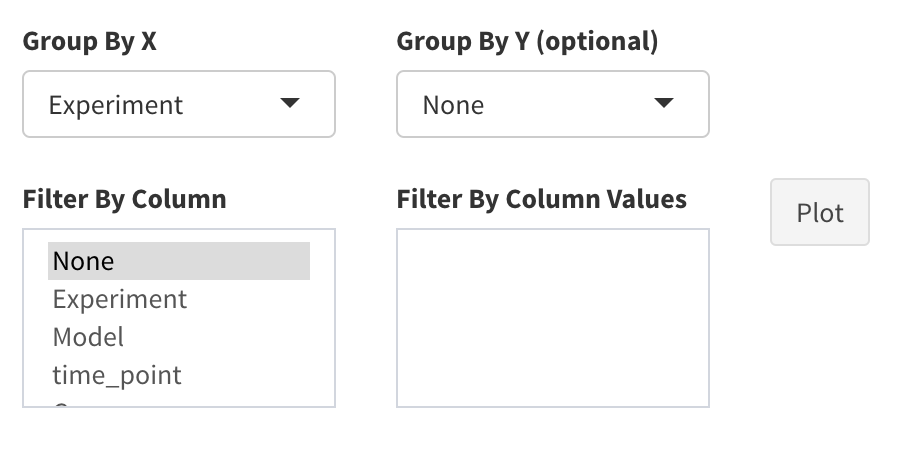 Group By X
Group By Y (optional)
Experiment
None
Filter By Column
Filter By Column Values
Plot
None
Experiment
Model
time_point